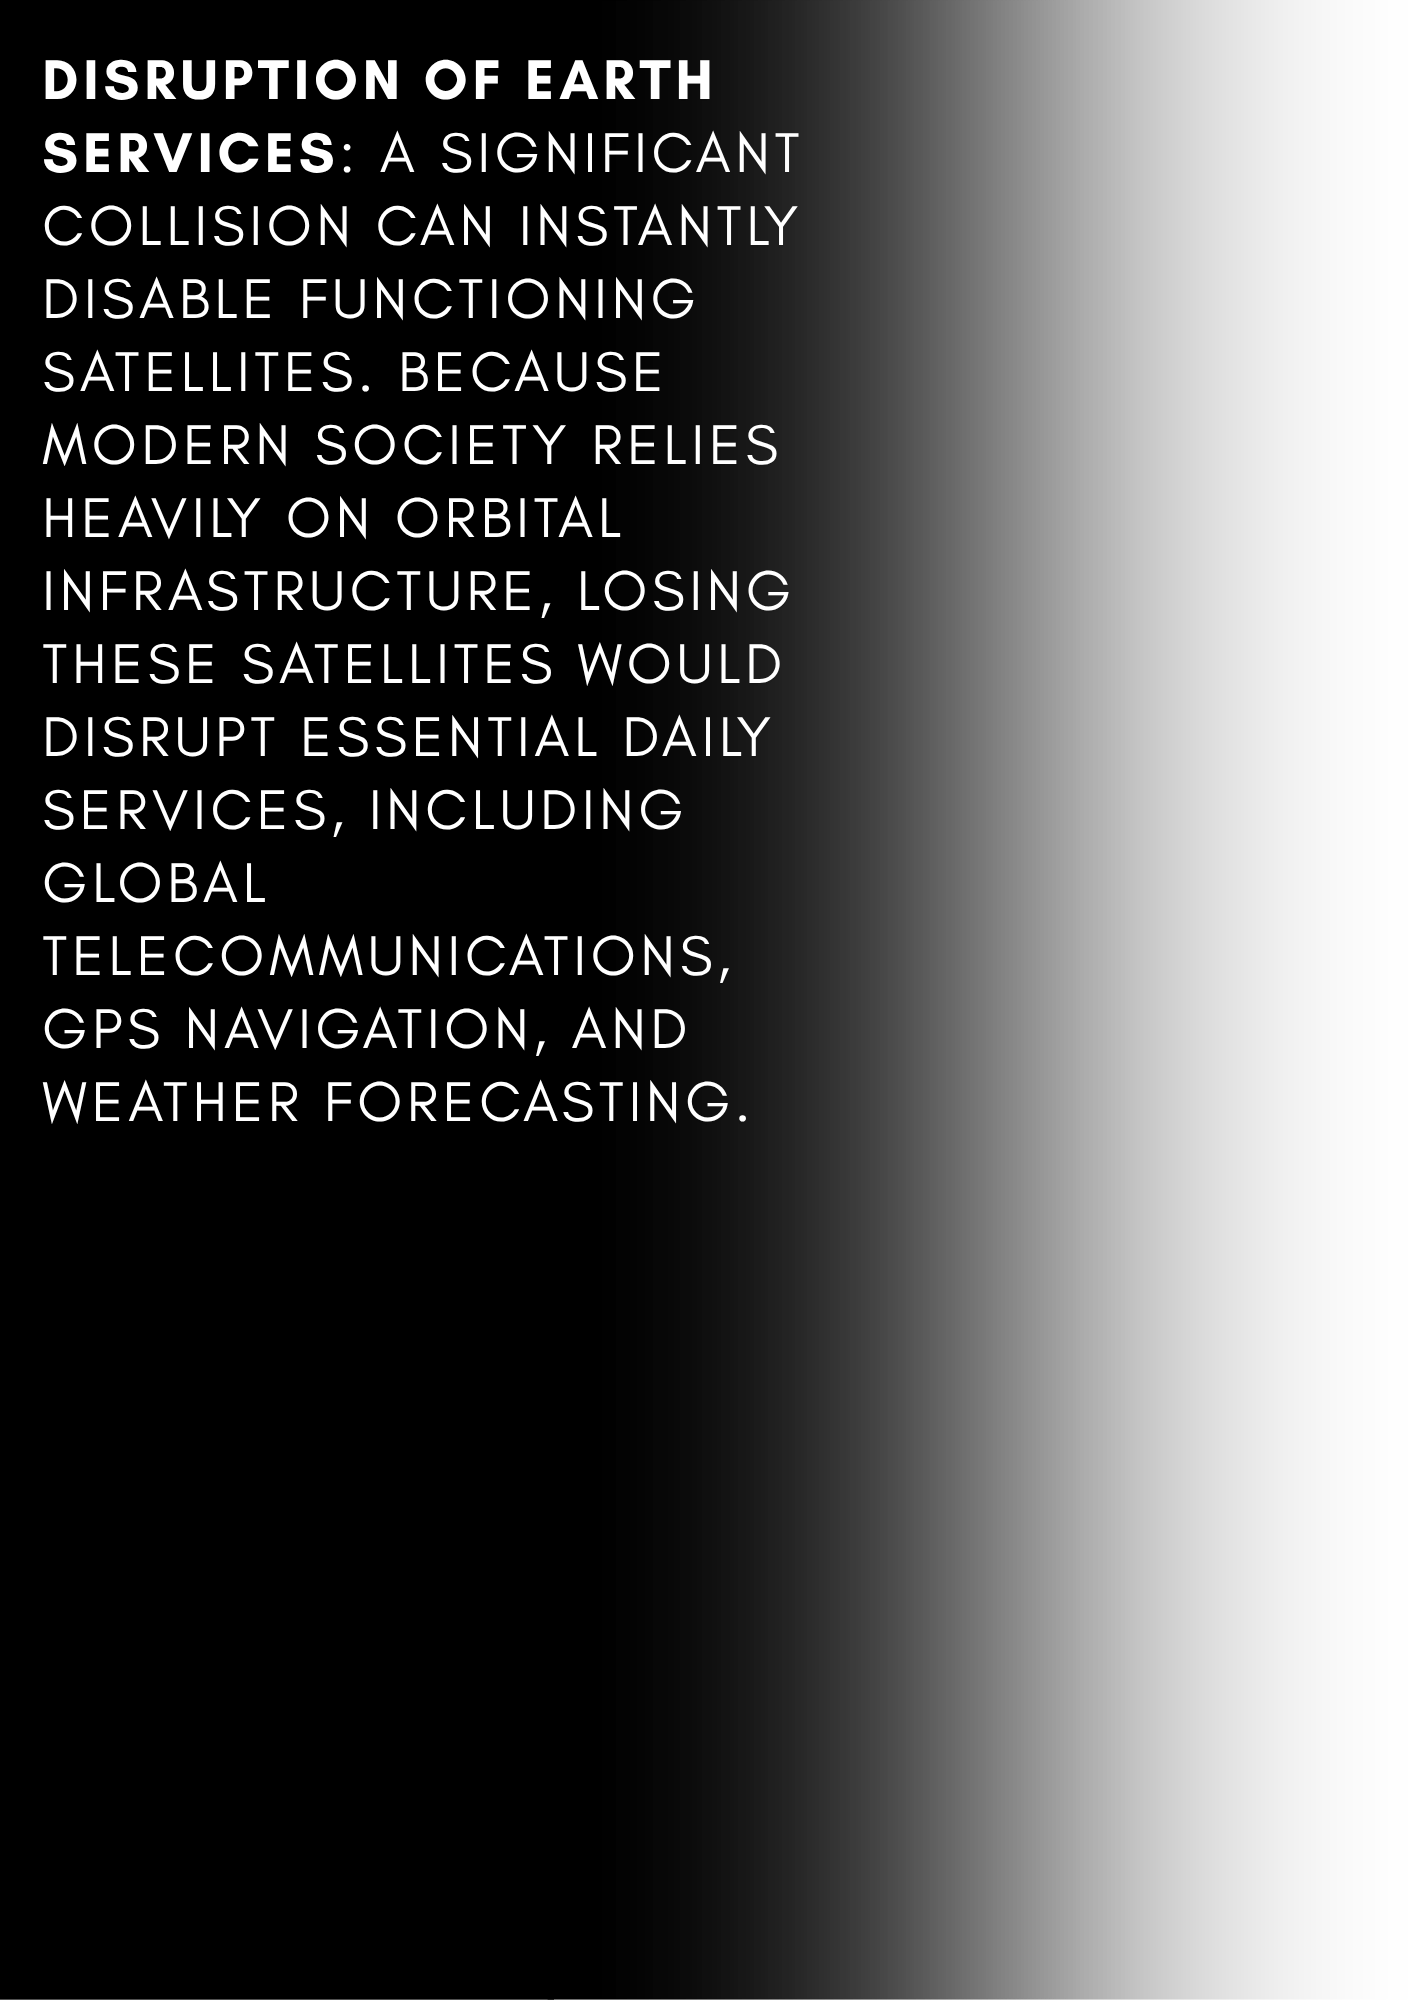 DISRUPTION OF EARTH
SERVICES: A SIGNIFICANT
COLLISION CAN INSTANTLY
DISABLE FUNCTIONING
SATELLITES. BECAUSE
MODERN SOCIETY RELIES
HEAVILY ON ORBITAL
INFRASTRUCTURE, LOSING
THESE SATELLITES WOULD
DISRUPT ESSENTIAL DAILY
SERVICES, INCLUDING
GLOBAL
TELECOMMUNICATIONS,
GPS NAVIGATION, AND
WEATHER FORECASTING.